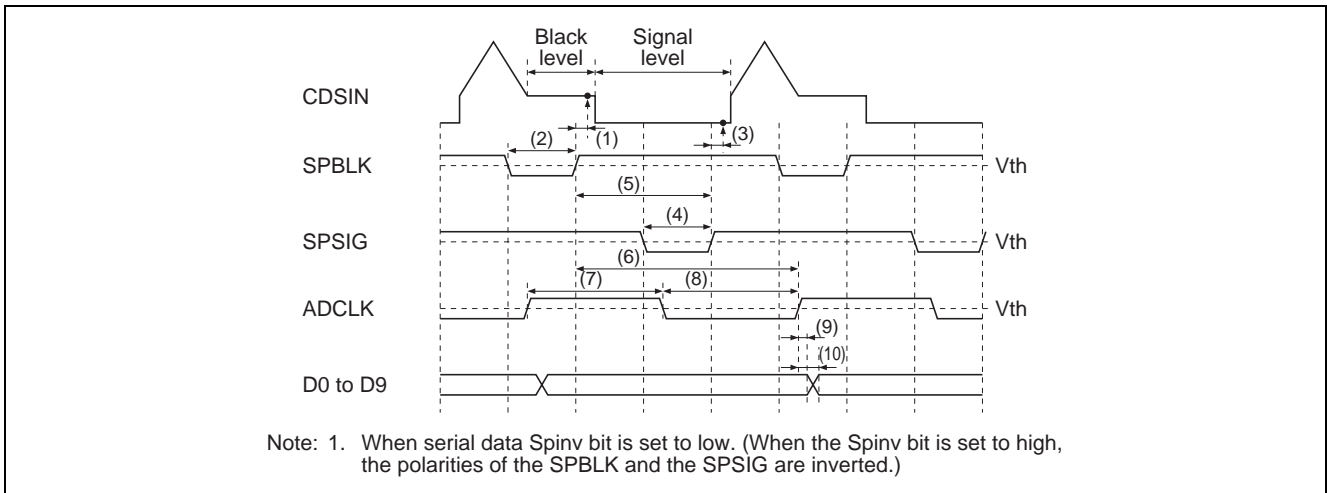 Black level
Signal level
CDSIN
(1)
(3)
(2)
SPBLK
Vth
(5)
(4)
SPSIG
Vth
(6)
(7)
(8)
ADCLK
Vth
(9)
(10)
D0 to D9
Note: 1. When serial data Spinv bit is set to low. (When the Spinv bit is set to high,
the polarities of the SPBLK and the SPSIG are inverted.)